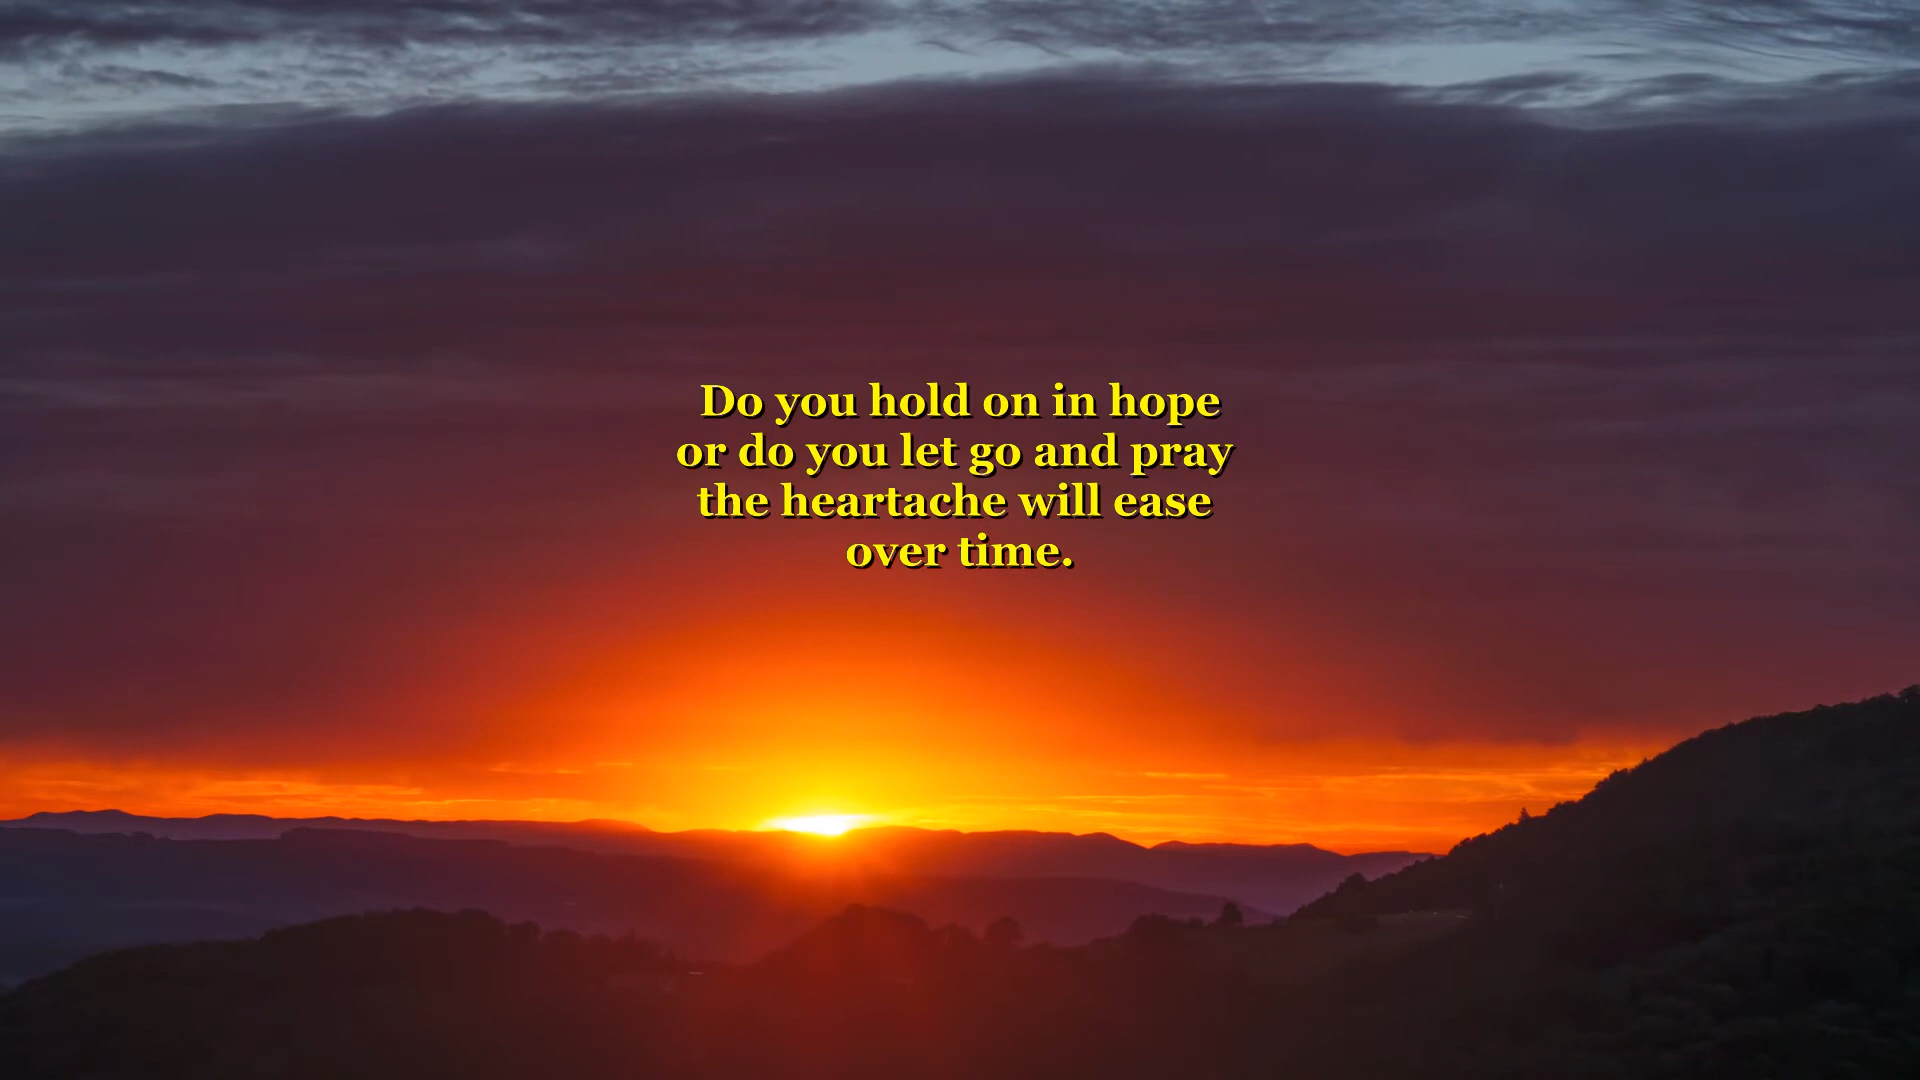 Do you hold on in hope
or do you let go and pray
the heartache will ease
over time.